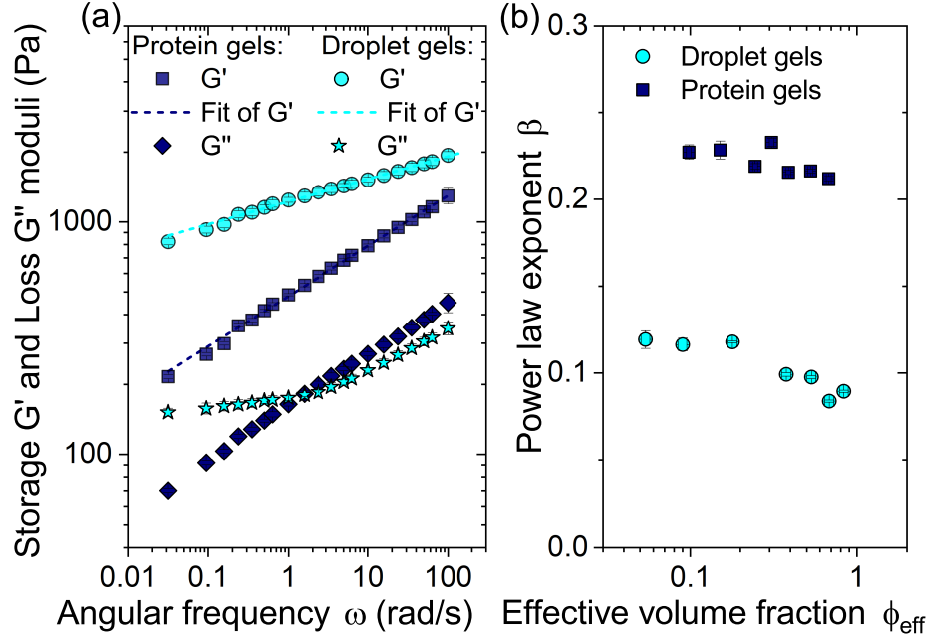 (a)
Storage G' and Loss G'' moduli (Pa)
1000
100
Protein gels: Droplet gels:
G' G'
Fit of G' Fit of G'
G'' G''
0.01 0.1 1 10 100
Angular frequency ω (rad/s)
(b)
Power law exponent β
0.3
0.2
0.1
0.0
Droplet gels
Protein gels
0.1 1
Effective volume fraction ϕeff